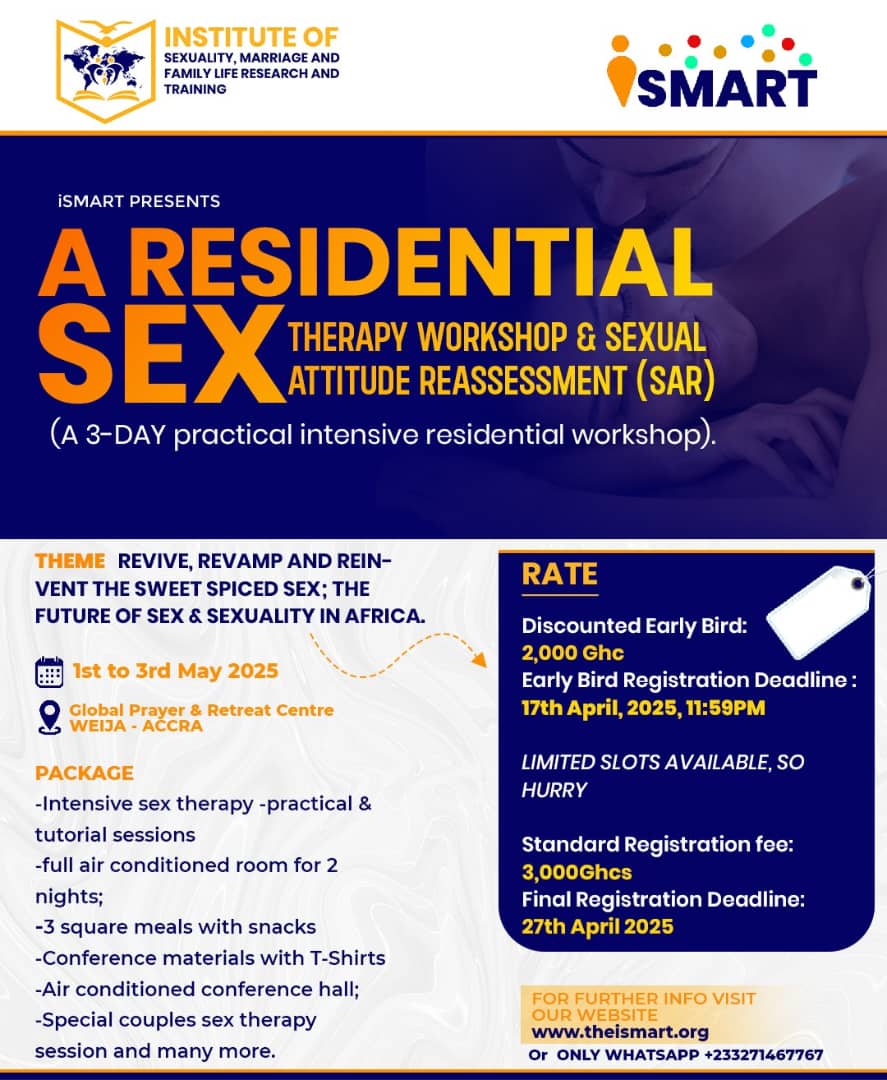 INSTITUTE OF
SEXUALITY, MARRIAGE AND
FAMILY LIFE RESEARCH AND
TRAINING
iSMART
iSMART PRESENTS
A RESIDENTIAL
SEX THERAPY WORKSHOP & SEXUAL
ATTITUDE REASSESSMENT (SAR)
(A 3-DAY practical intensive residential workshop).
THEME REVIVE, REVAMP AND REIN-
VENT THE SWEET SPICED SEX; THE
FUTURE OF SEX & SEXUALITY IN AFRICA.
1st to 3rd May 2025
Global Prayer & Retreat Centre
WEIJA - ACCRA
PACKAGE
-Intensive sex therapy -practical &
tutorial sessions
-full air conditioned room for 2
nights;
-3 square meals with snacks
-Conference materials with T-Shirts
-Air conditioned conference hall;
-Special couples sex therapy
session and many more.
RATE
Discounted Early Bird:
2,000 Ghc
Early Bird Registration Deadline :
17th April, 2025, 11:59PM
LIMITED SLOTS AVAILABLE, SO
HURRY
Standard Registration fee:
3,000Ghcs
Final Registration Deadline:
27th April 2025
FOR FURTHER INFO VISIT
OUR WEBSITE
www.theismart.org
Or ONLY WHATSAPP +233271467767